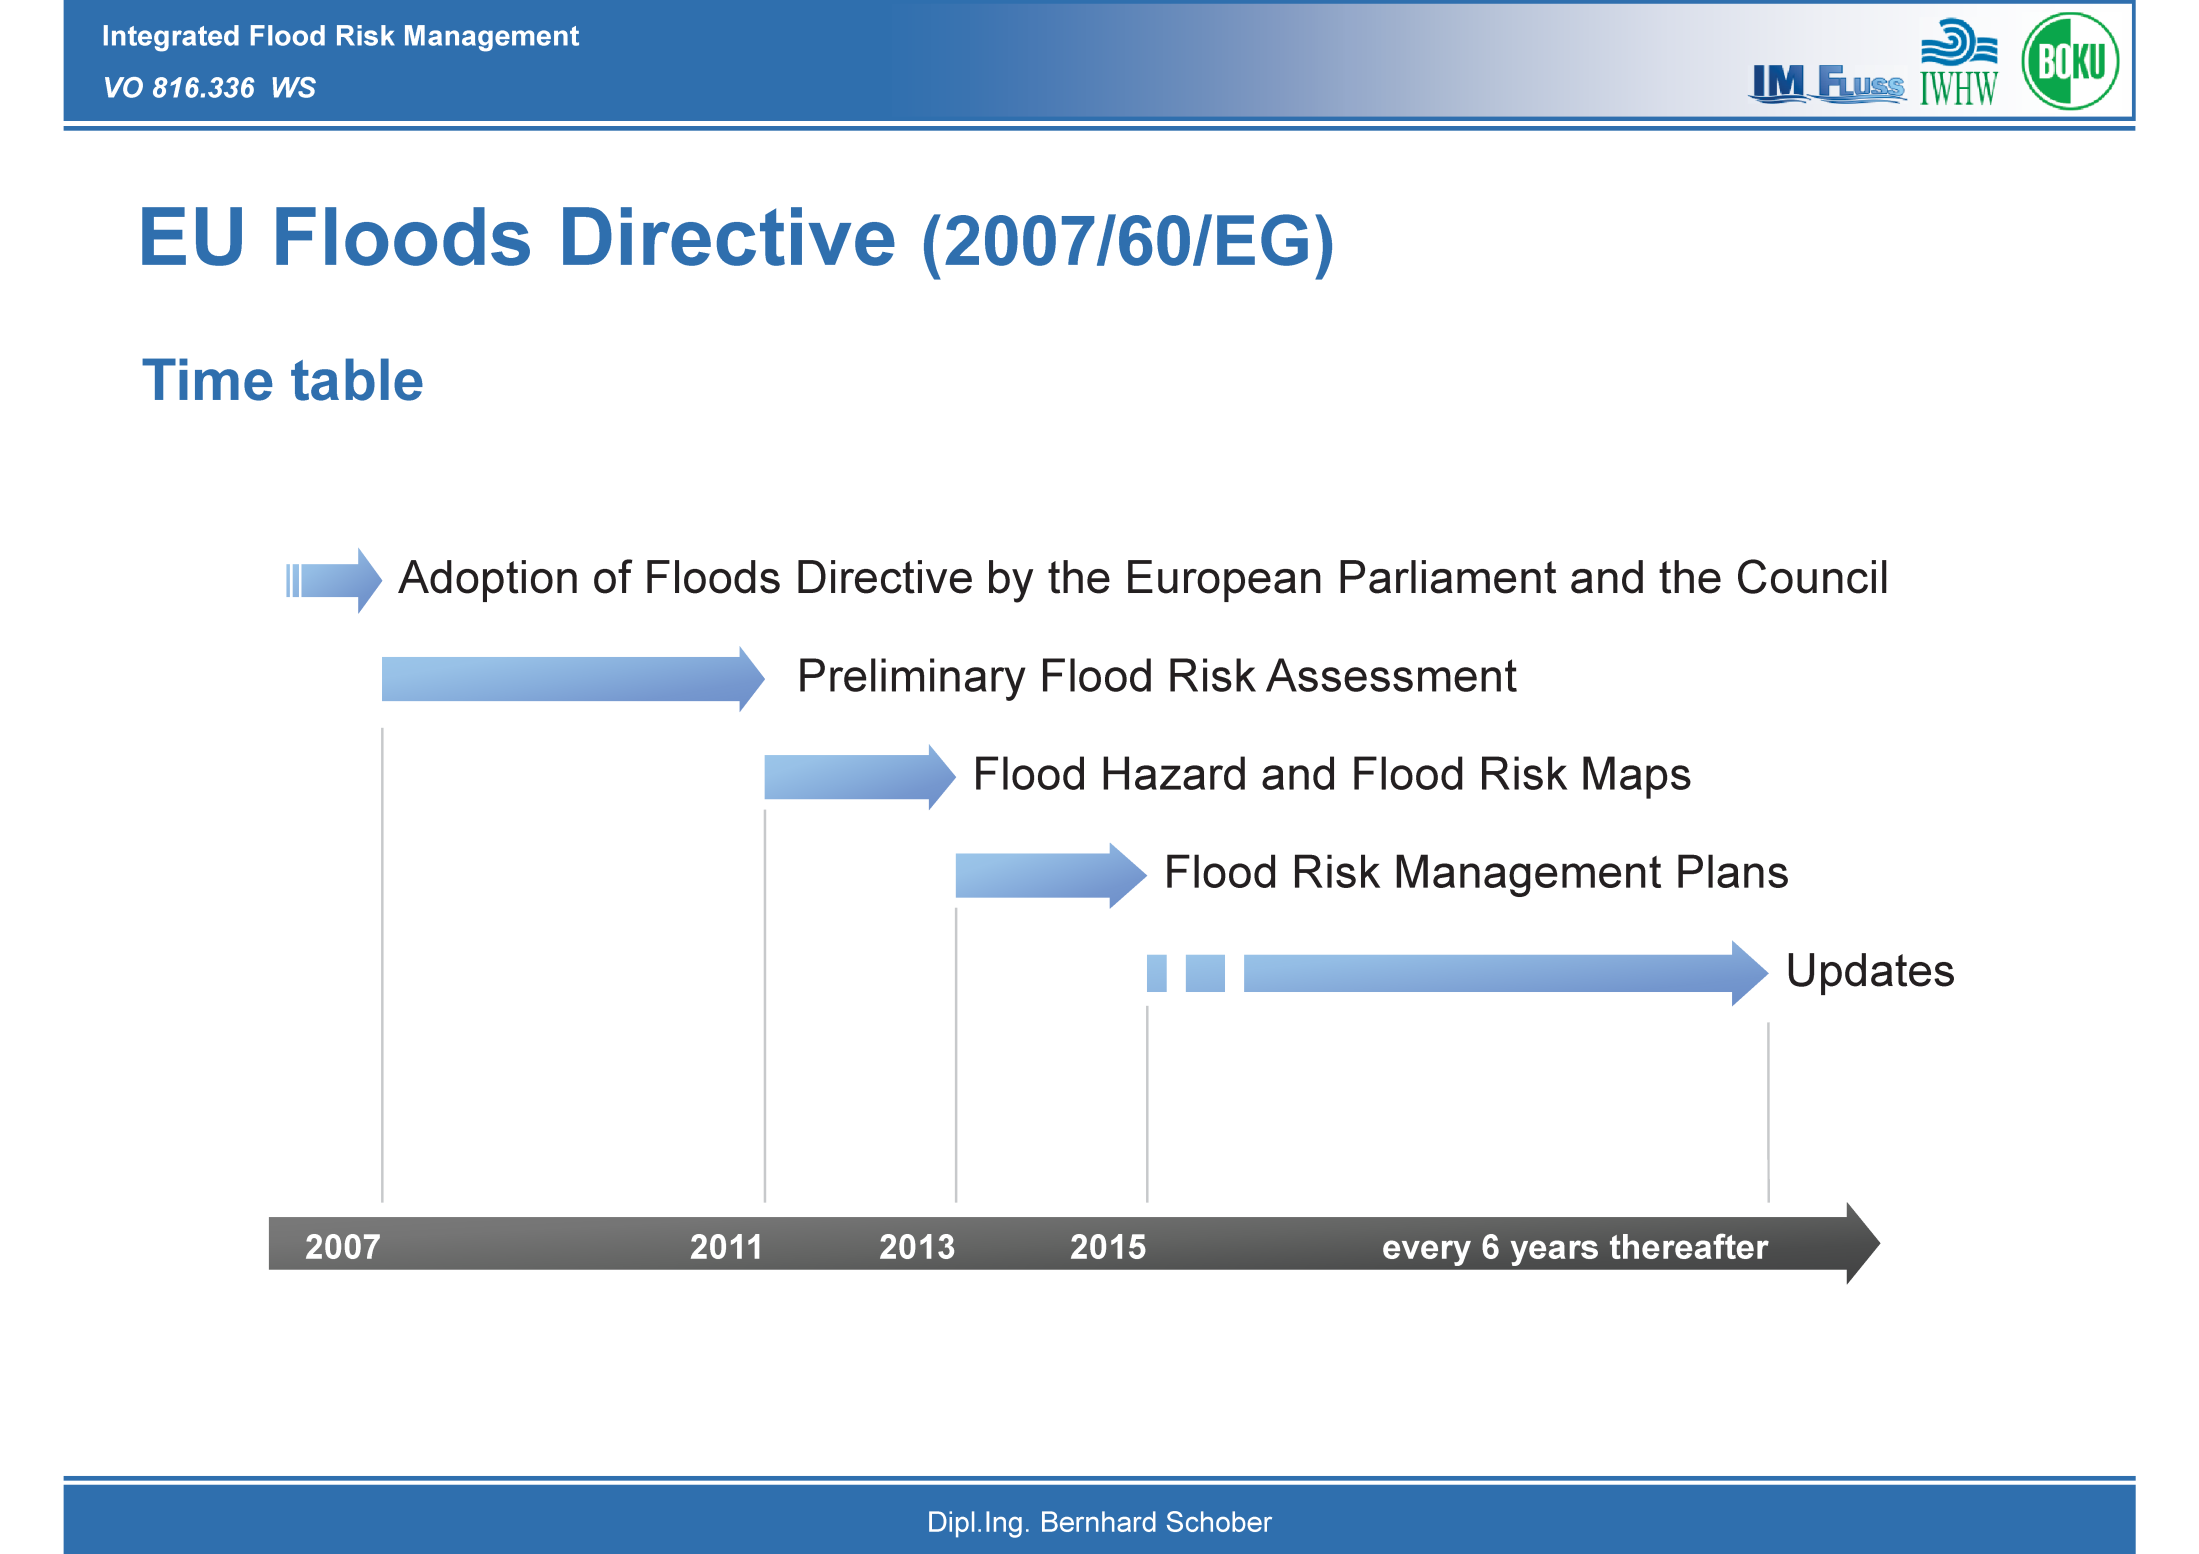 Integrated Flood Risk Management
VO 816.336 WS
IM FLUSS
IWHW
BOKU
EU Floods Directive (2007/60/EG)
Time table
Adoption of Floods Directive by the European Parliament and the Council
Preliminary Flood Risk Assessment
Flood Hazard and Flood Risk Maps
Flood Risk Management Plans
Updates
2007 2011 2013 2015 every 6 years thereafter
Dipl.Ing. Bernhard Schober